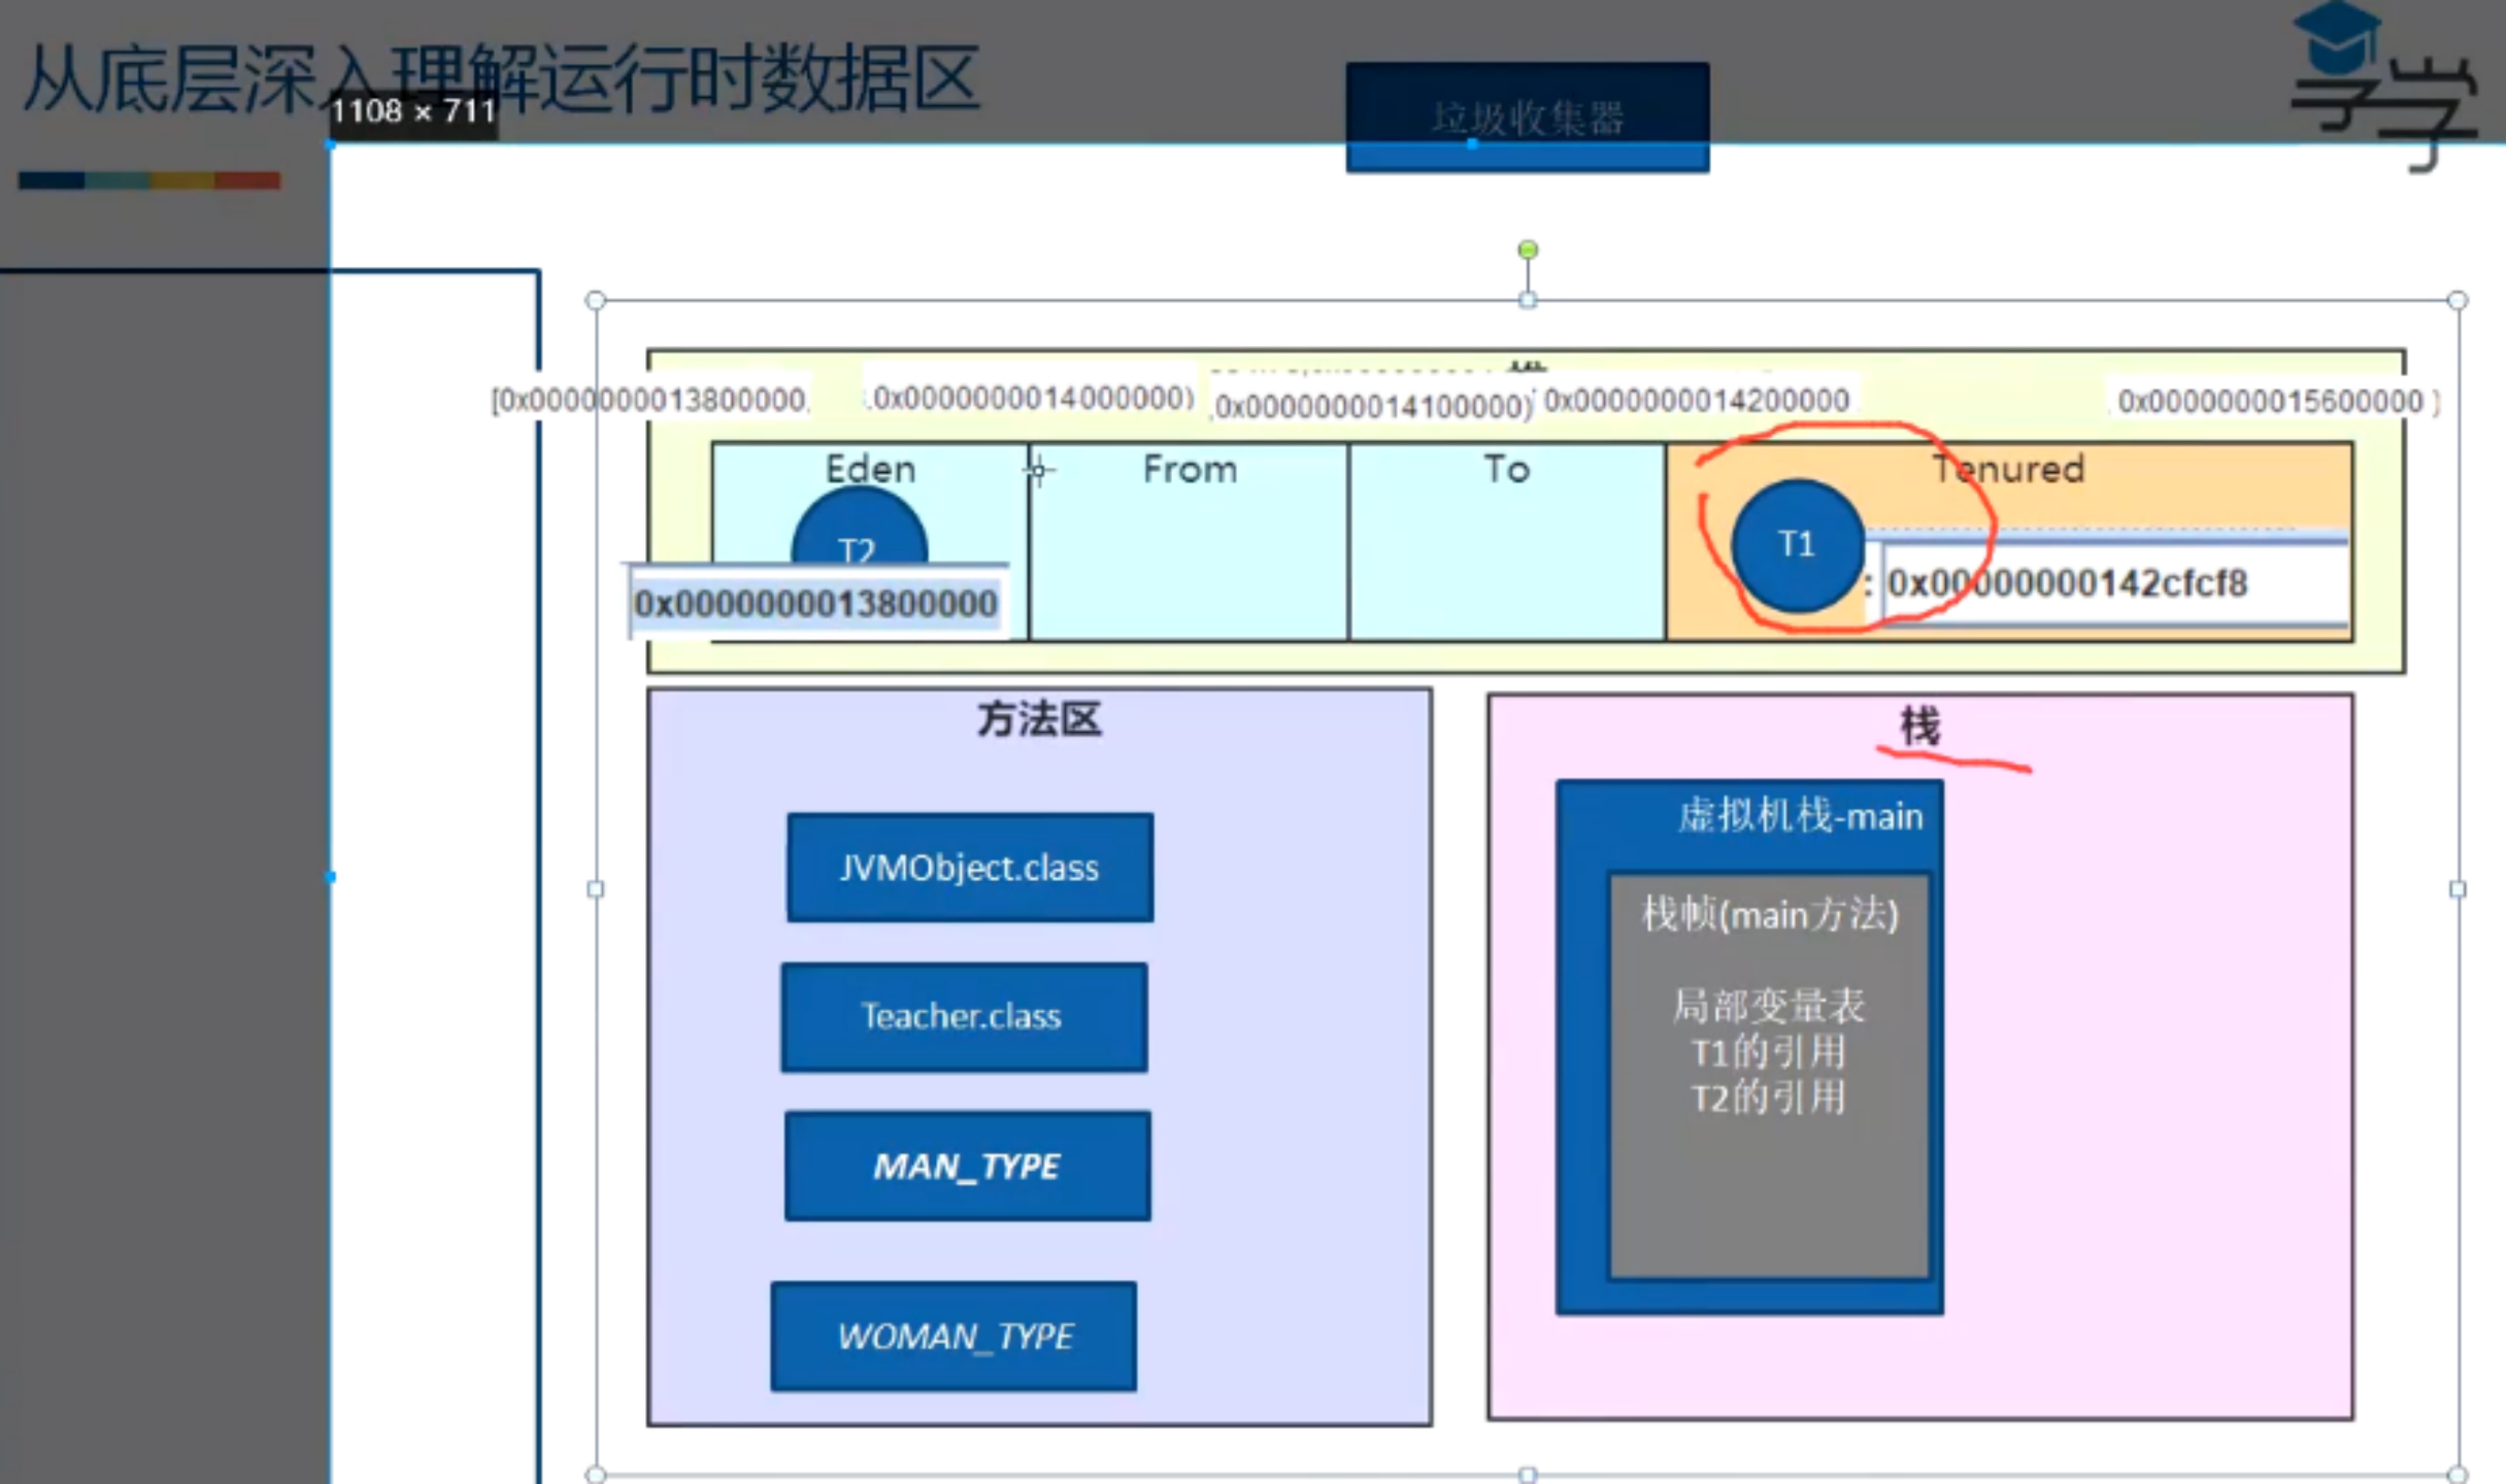 从底层深入理解运行时数据区
1108 × 711
垃圾收集器
享学
[0x0000000013800000,
,0x0000000014000000)
,0x0000000014100000)
0x0000000014200000
0x0000000015600000 )
Eden
From
To
Tenured
T2
T1
0x0000000013800000
: 0x00000000142cfcf8
方法区
JVMObject.class
Teacher.class
MAN_TYPE
WOMAN_TYPE
栈
虚拟机栈-main
栈帧(main方法)
局部变量表
T1的引用
T2的引用